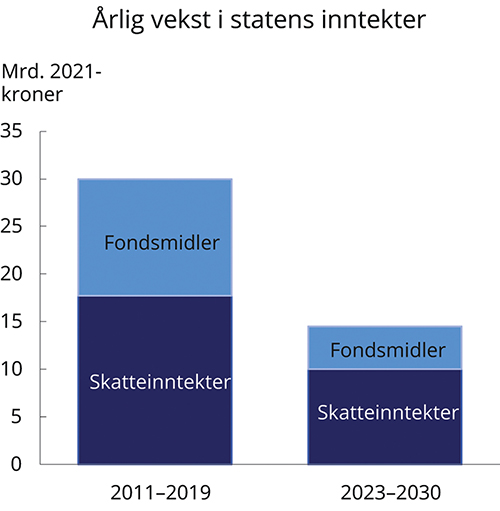 Årlig vekst i statens inntekter
Mrd. 2021-
kroner
35
30
25
20
15
10
5
0
Fondsmidler
Skatteinntekter
Fondsmidler
Skatteinntekter
2011–2019
2023–2030